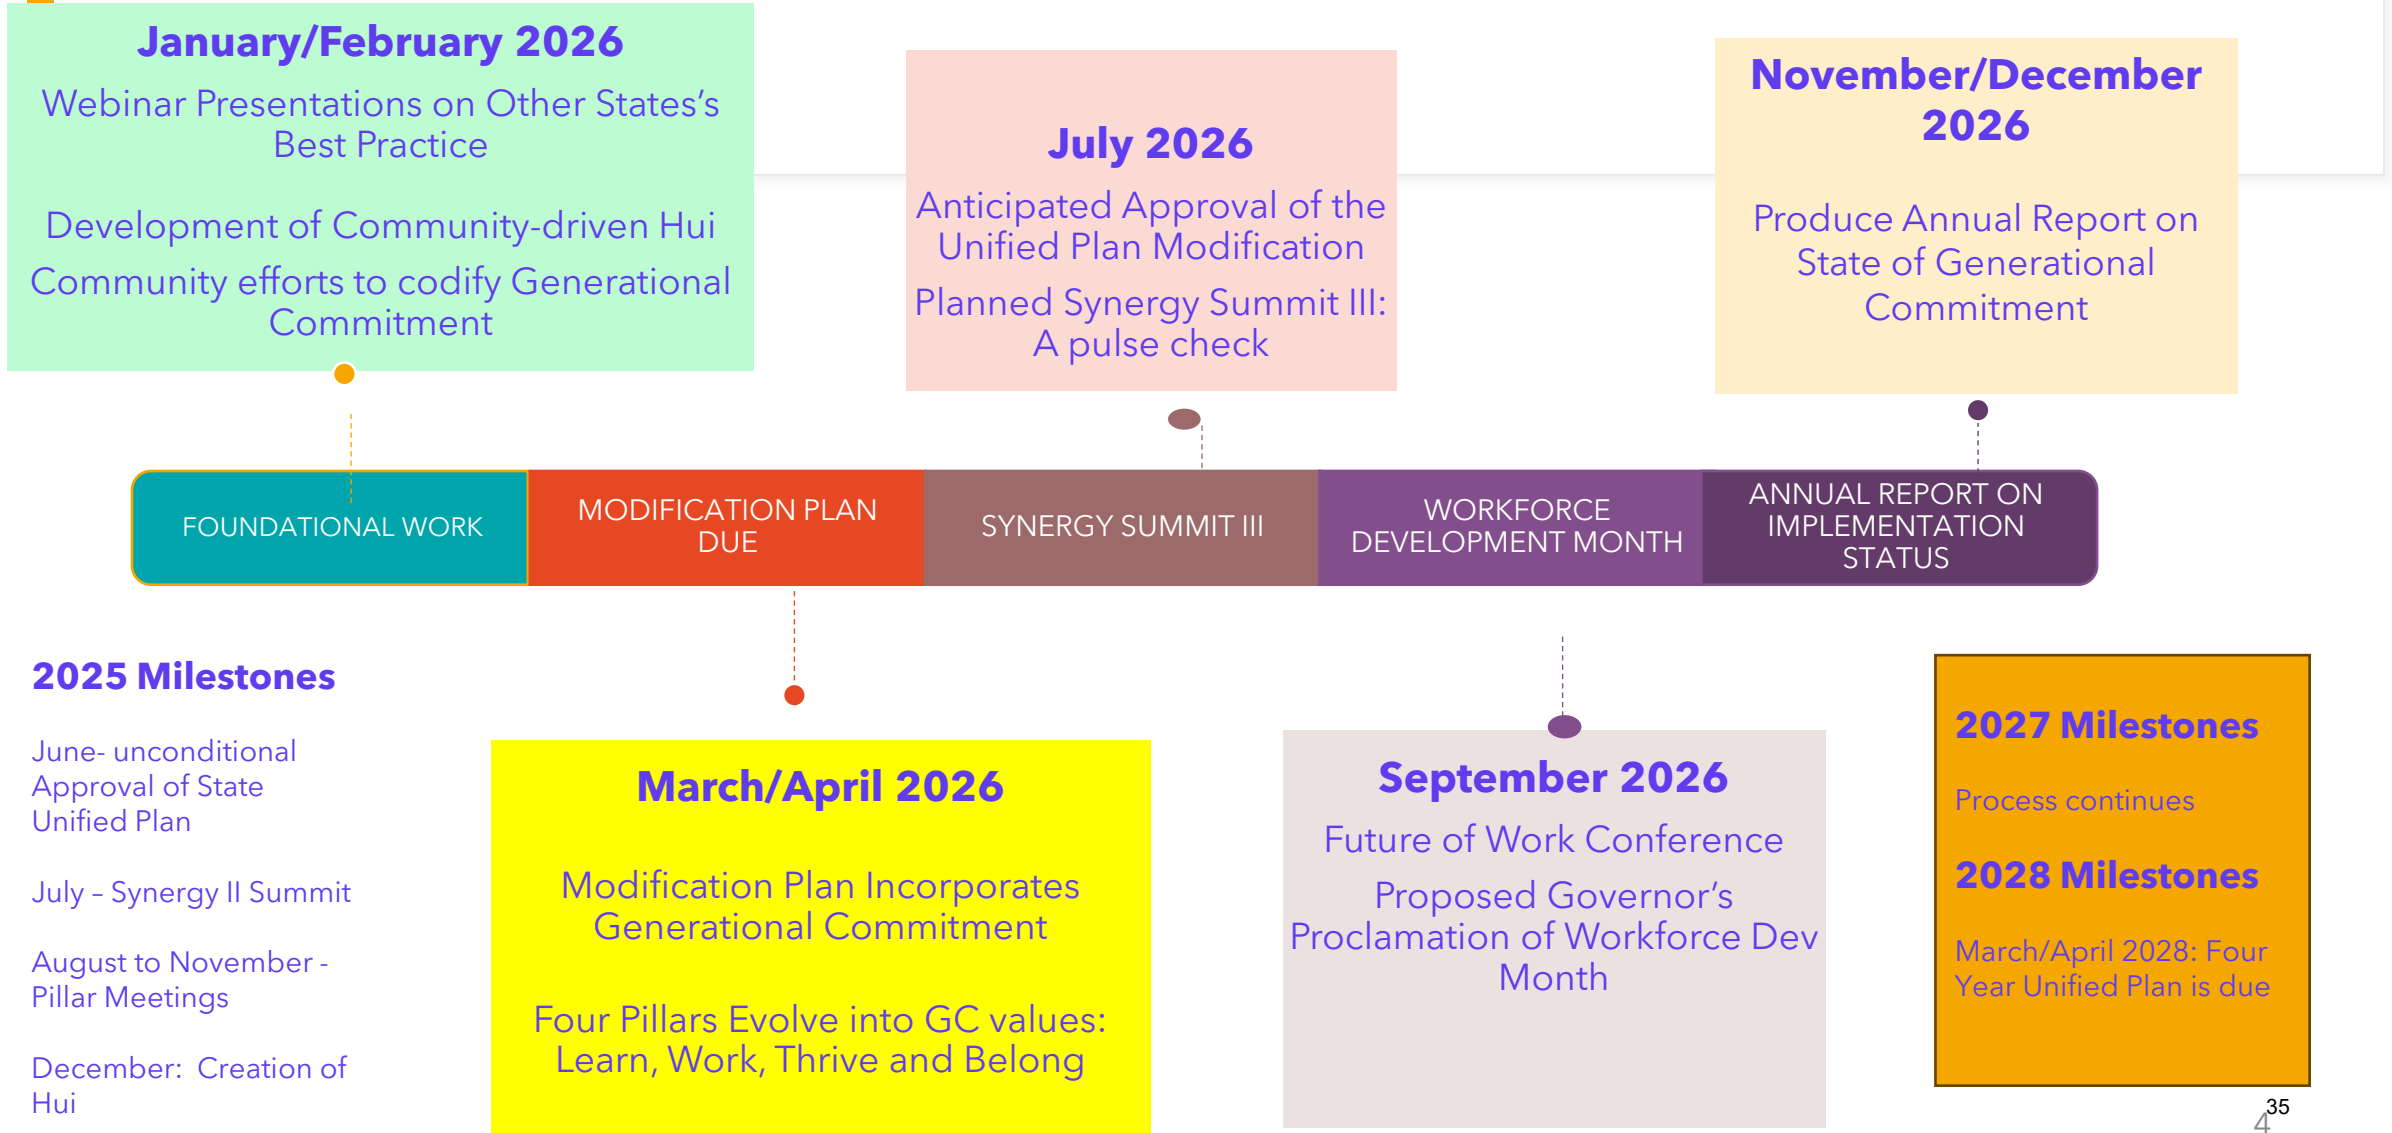 January/February 2026
Webinar Presentations on Other States's
Best Practice
Development of Community-driven Hui
Community efforts to codify Generational
Commitment
July 2026
Anticipated Approval of the
Unified Plan Modification
Planned Synergy Summit III:
A pulse check
November/December
2026
Produce Annual Report on
State of Generational
Commitment
FOUNDATIONAL WORK
MODIFICATION PLAN
DUE
SYNERGY SUMMIT III
WORKFORCE
DEVELOPMENT MONTH
ANNUAL REPORT ON
IMPLEMENTATION
STATUS
2025 Milestones
June- unconditional
Approval of State
Unified Plan
July – Synergy II Summit
August to November -
Pillar Meetings
December:  Creation of
Hui
March/April 2026
Modification Plan Incorporates
Generational Commitment
Four Pillars Evolve into GC values:
Learn, Work, Thrive and Belong
September 2026
Future of Work Conference
Proposed Governor's
Proclamation of Workforce Dev
Month
2027 Milestones
Process continues
2028 Milestones
March/April 2028: Four
Year Unified Plan is due
35
4